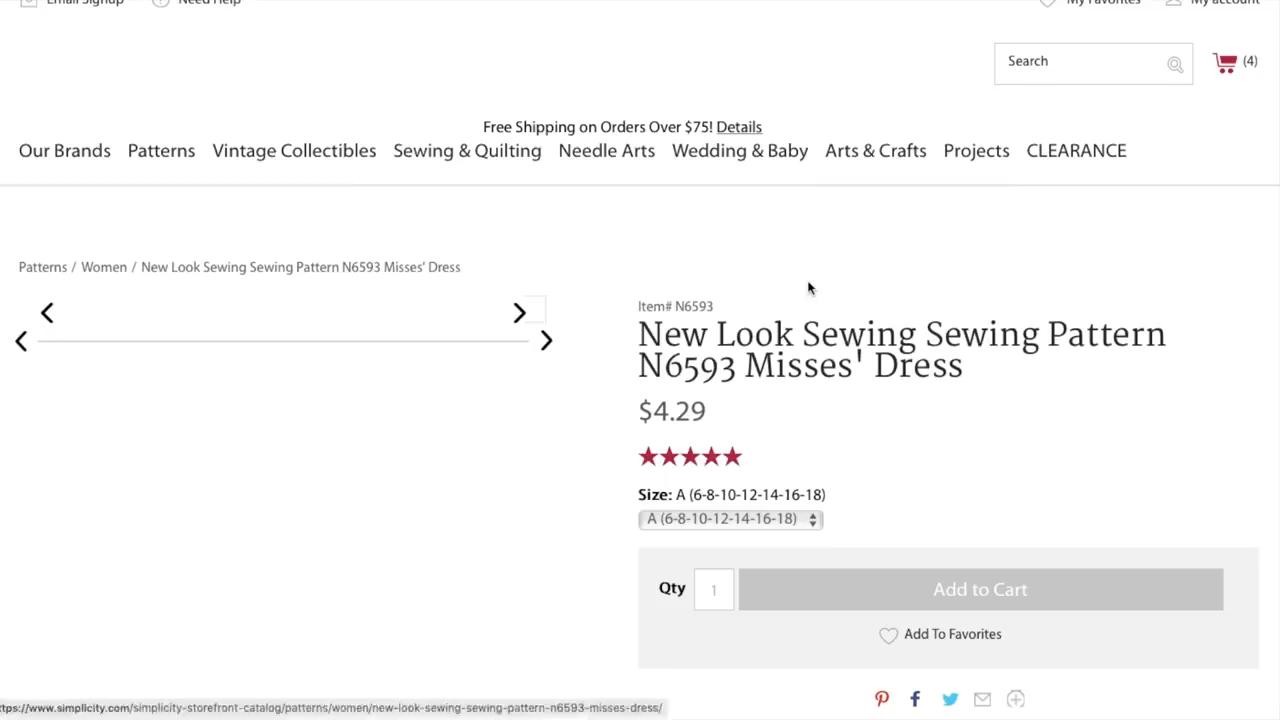 Email Signup Need Help My Favorites My account
Search (4)
Free Shipping on Orders Over $75! Details
Our Brands Patterns Vintage Collectibles Sewing & Quilting Needle Arts Wedding & Baby Arts & Crafts Projects CLEARANCE
Patterns / Women / New Look Sewing Sewing Pattern N6593 Misses' Dress
Item# N6593
New Look Sewing Sewing Pattern
N6593 Misses' Dress
$4.29
Size: A (6-8-10-12-14-16-18)
A (6-8-10-12-14-16-18)
Qty 1 Add to Cart
Add To Favorites
ttps://www.simplicity.com/simplicity-storefront-catalog/patterns/women/new-look-sewing-sewing-pattern-n6593-misses-dress/